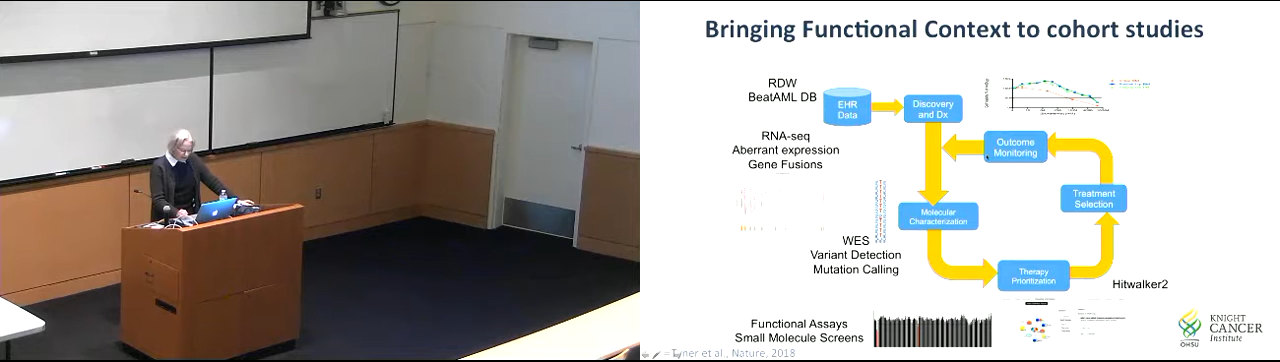 Bringing Functional Context to cohort studies
RDW
BeatAML DB
EHR
Data
Discovery
and Dx
RNA-seq
Aberrant expression
Gene Fusions
Outcome
Monitoring
Treatment
Selection
Molecular
Characterization
WES
Variant Detection
Mutation Calling
Therapy
Prioritization
Hitwalker2
Functional Assays
Small Molecule Screens
Tyner et al., Nature, 2018
OHSU
KNIGHT
CANCER
Institute